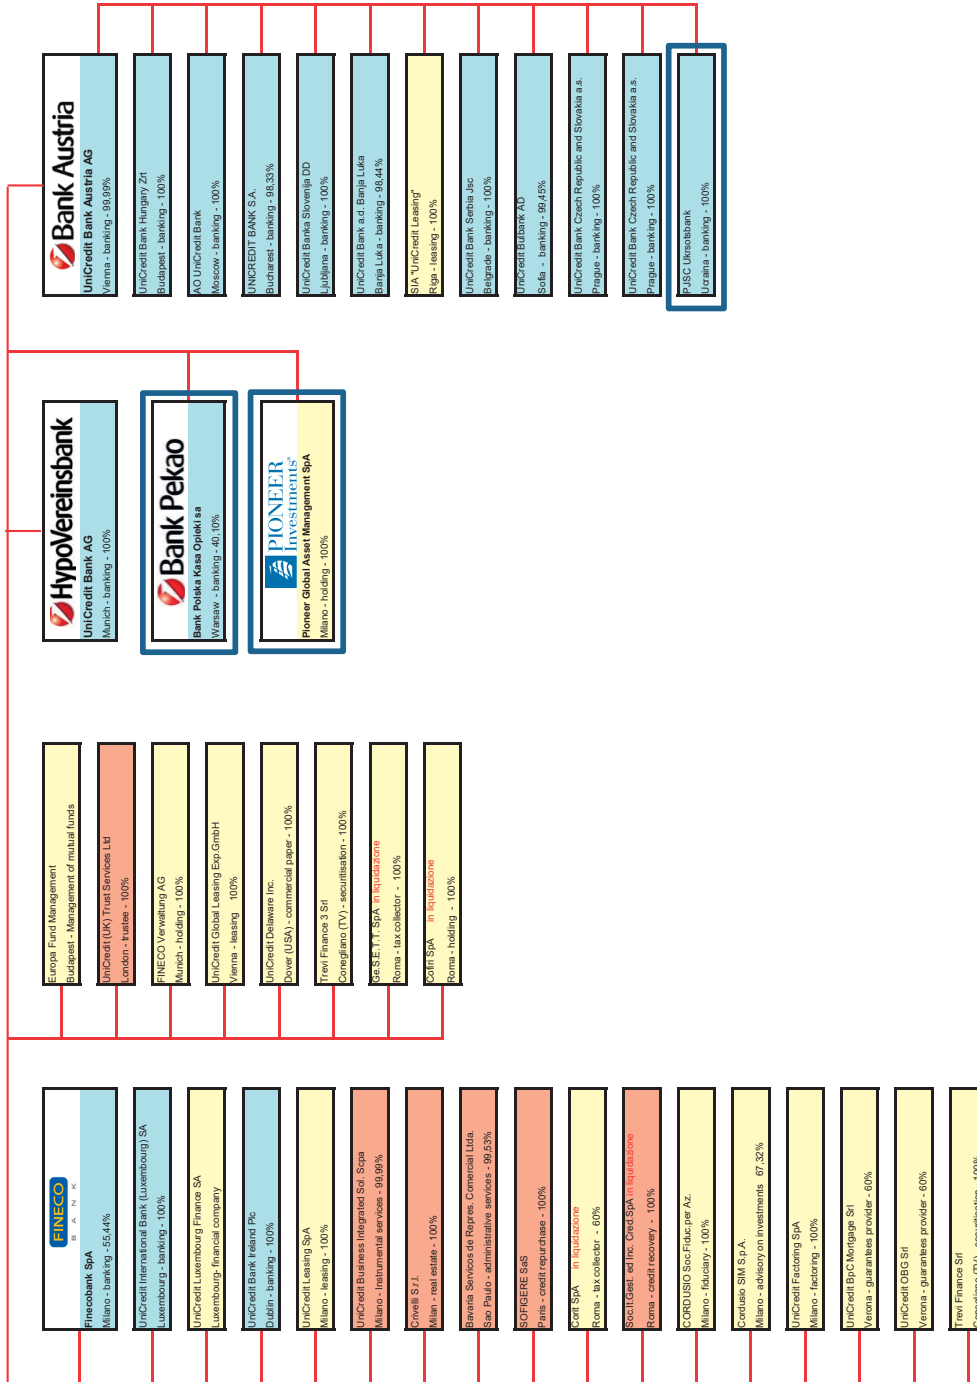 Bank Austria
UniCredit Bank Austria AG
Vienna - banking - 99,99%
UniCredit Bank Hungary Zrt
Budapest - banking - 100%
AO UniCredit Bank
Moscow - banking - 100%
UNICREDIT BANK S.A.
Bucharest - banking - 98,33%
UniCredit Banka Slovenija DD
Ljubljana - banking - 100%
UniCredit Bank a.d. Banja Luka
Banja Luka - banking - 98,44%
SIA "UniCredit Leasing"
Riga - leasing - 100%
UniCredit Bank Serbia Jsc
Belgrade - banking - 100%
UniCredit Bulbank AD
Sofia - banking - 99,45%
UniCredit Bank Czech Republic and Slovakia a.s.
Prague - banking - 100%
UniCredit Bank Czech Republic and Slovakia a.s.
Prague - banking - 100%
PJSC Ukrsotsbank
Ucraina - banking - 100%
HypoVereinsbank
UniCredit Bank AG
Munich - banking - 100%
Bank Pekao
Bank Polska Kasa Opieki sa
Warsaw - banking - 40,10%
PIONEER
Investments®
Pioneer Global Asset Management SpA
Milano - holding - 100%
Europa Fund Management
Budapest - Management of mutual funds
UniCredit (UK) Trust Services Ltd
London - trustee - 100%
FINECO Verwaltung AG
Munich - holding - 100%
UniCredit Global Leasing Exp.GmbH
Vienna - leasing 100%
UniCredit Delaware Inc.
Dover (USA) - commercial paper - 100%
Trevi Finance 3 Srl
Conegliano (TV) - securitisation - 100%
Ge.S.E.T.T. SpA in liquidazione
Roma - tax collector - 100%
Cofiri SpA in liquidazione
Roma - holding - 100%
FINECO
BANK
Finecobank SpA
Milano - banking - 55,44%
UniCredit International Bank (Luxembourg) SA
Luxembourg - banking - 100%
UniCredit Luxembourg Finance SA
Luxembourg- financial company
UniCredit Bank Ireland Plc
Dublin - banking - 100%
UniCredit Leasing SpA
Milano - leasing - 100%
UniCredit Business Integrated Sol. Scpa
Milano - Instrumental services - 99,99%
Crivelli S.r.l.
Milan - real estate - 100%
Bavaria Servicos de Repres. Comercial Ltda.
Sao Paulo - administrative services - 99,53%
SOFIGERE SaS
Paris - credit repurchase - 100%
Corit SpA in liquidazione
Roma - tax collector - 60%
Soc.It.Gest. ed Inc. Cred.SpA in liquidazione
Roma - credit recovery - 100%
CORDUSIO Soc.Fiduc.per Az.
Milano - fiduciary - 100%
Cordusio SIM S.p.A.
Milano - advisory on investments 67,32%
UniCredit Factoring SpA
Milano - factoring - 100%
UniCredit BpC Mortgage Srl
Verona - guarantees provider - 60%
UniCredit OBG Srl
Verona - guarantees provider - 60%
Trevi Finance Srl